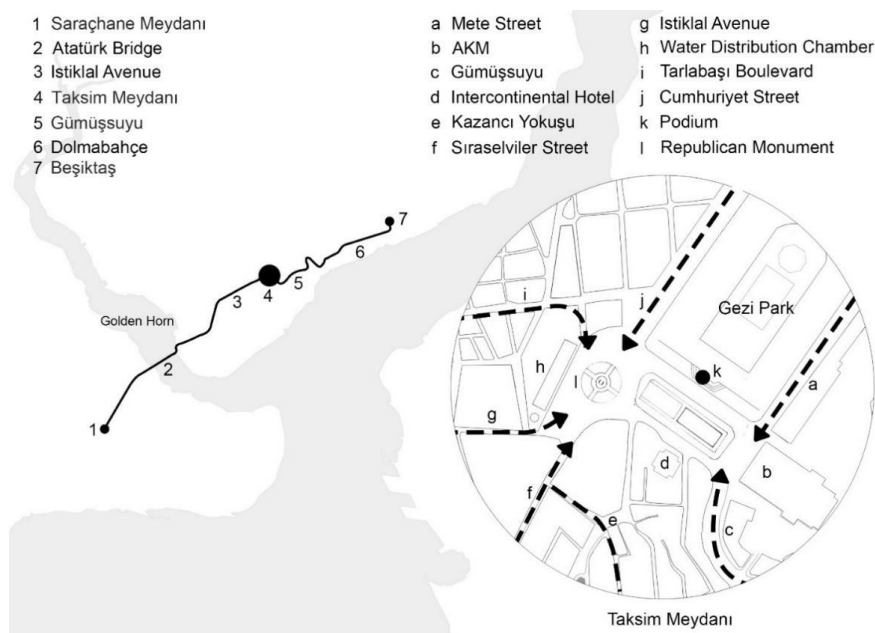 1 Saraçhane Meydanı
2 Atatürk Bridge
3 Istiklal Avenue
4 Taksim Meydanı
5 Gümüşsuyu
6 Dolmabahçe
7 Beşiktaş
a Mete Street
b AKM
c Gümüşsuyu
d Intercontinental Hotel
e Kazancı Yokuşu
f Sıraselviler Street
g Istiklal Avenue
h Water Distribution Chamber
i Tarlabaşı Boulevard
j Cumhuriyet Street
k Podium
l Republican Monument
7
6
5
4
3
Golden Horn
2
1
i
j
Gezi Park
h
l
k
a
g
d
b
f
e
c
Taksim Meydanı